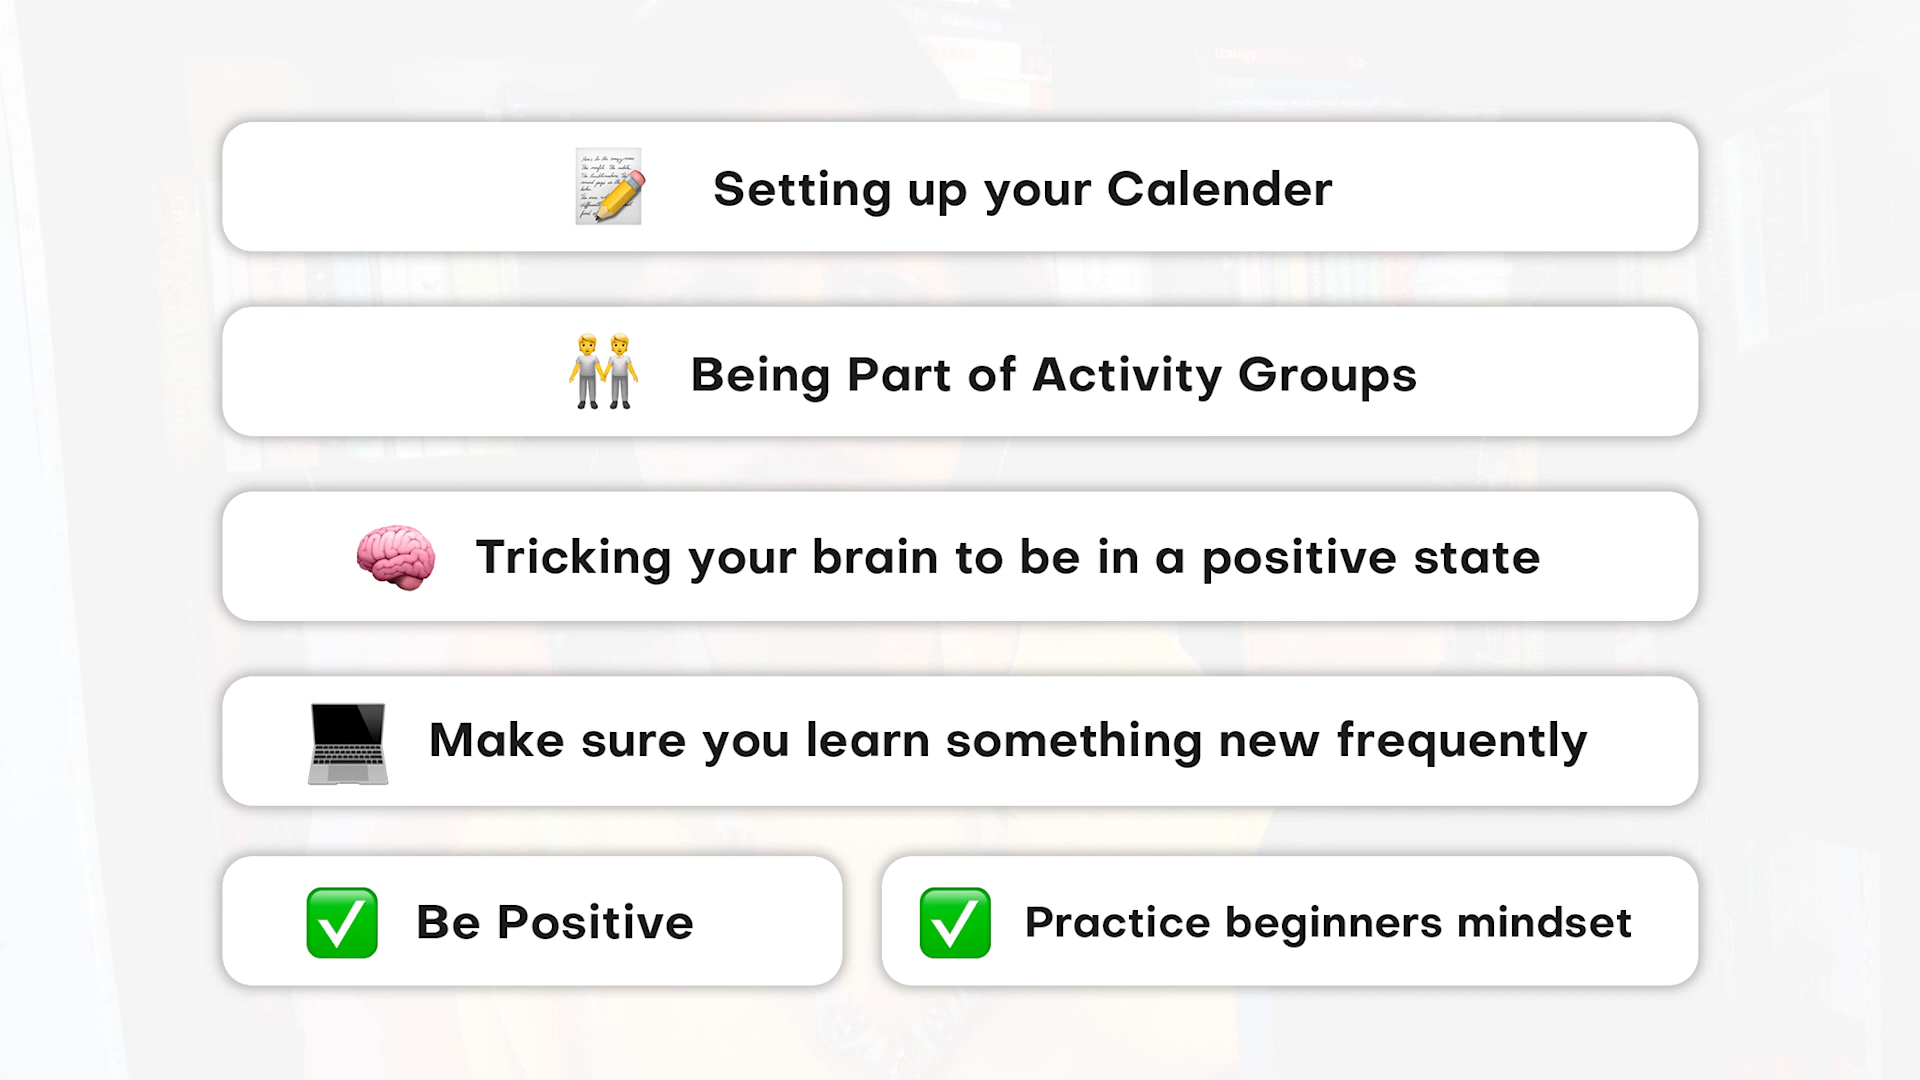 Setting up your Calender
Being Part of Activity Groups
Tricking your brain to be in a positive state
Make sure you learn something new frequently
Be Positive
Practice beginners mindset